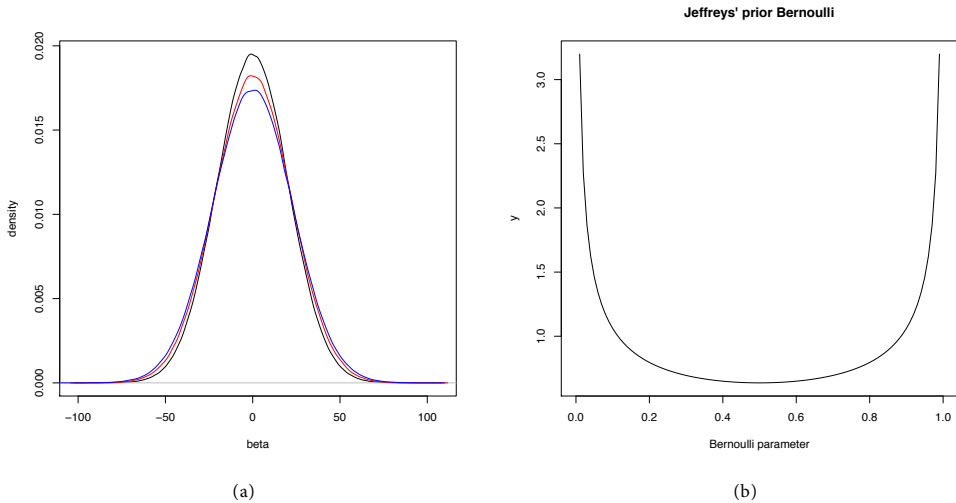 density
0.020
0.015
0.010
0.005
0.000
−100 −50 0 50 100
beta
(a)
Jeffreys' prior Bernoulli
y
3.0
2.5
2.0
1.5
1.0
0.0 0.2 0.4 0.6 0.8 1.0
Bernoulli parameter
(b)